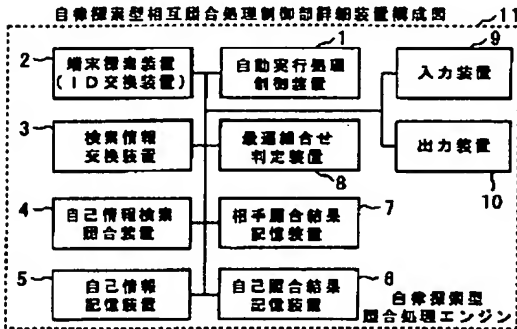 自律探索型相互照合処理制御部詳細装置構成図
11
2
端末探索装置
(ID交換装置)
1
自動実行処理
制御装置
9
入力装置
3
検索情報
交換装置
最適組合せ
判定装置
8
出力装置
10
4
自己情報検索
照合装置
相手照合結果
記憶装置
7
5
自己情報
記憶装置
自己照合結果
記憶装置
6
自律探索型
照合処理エンジン